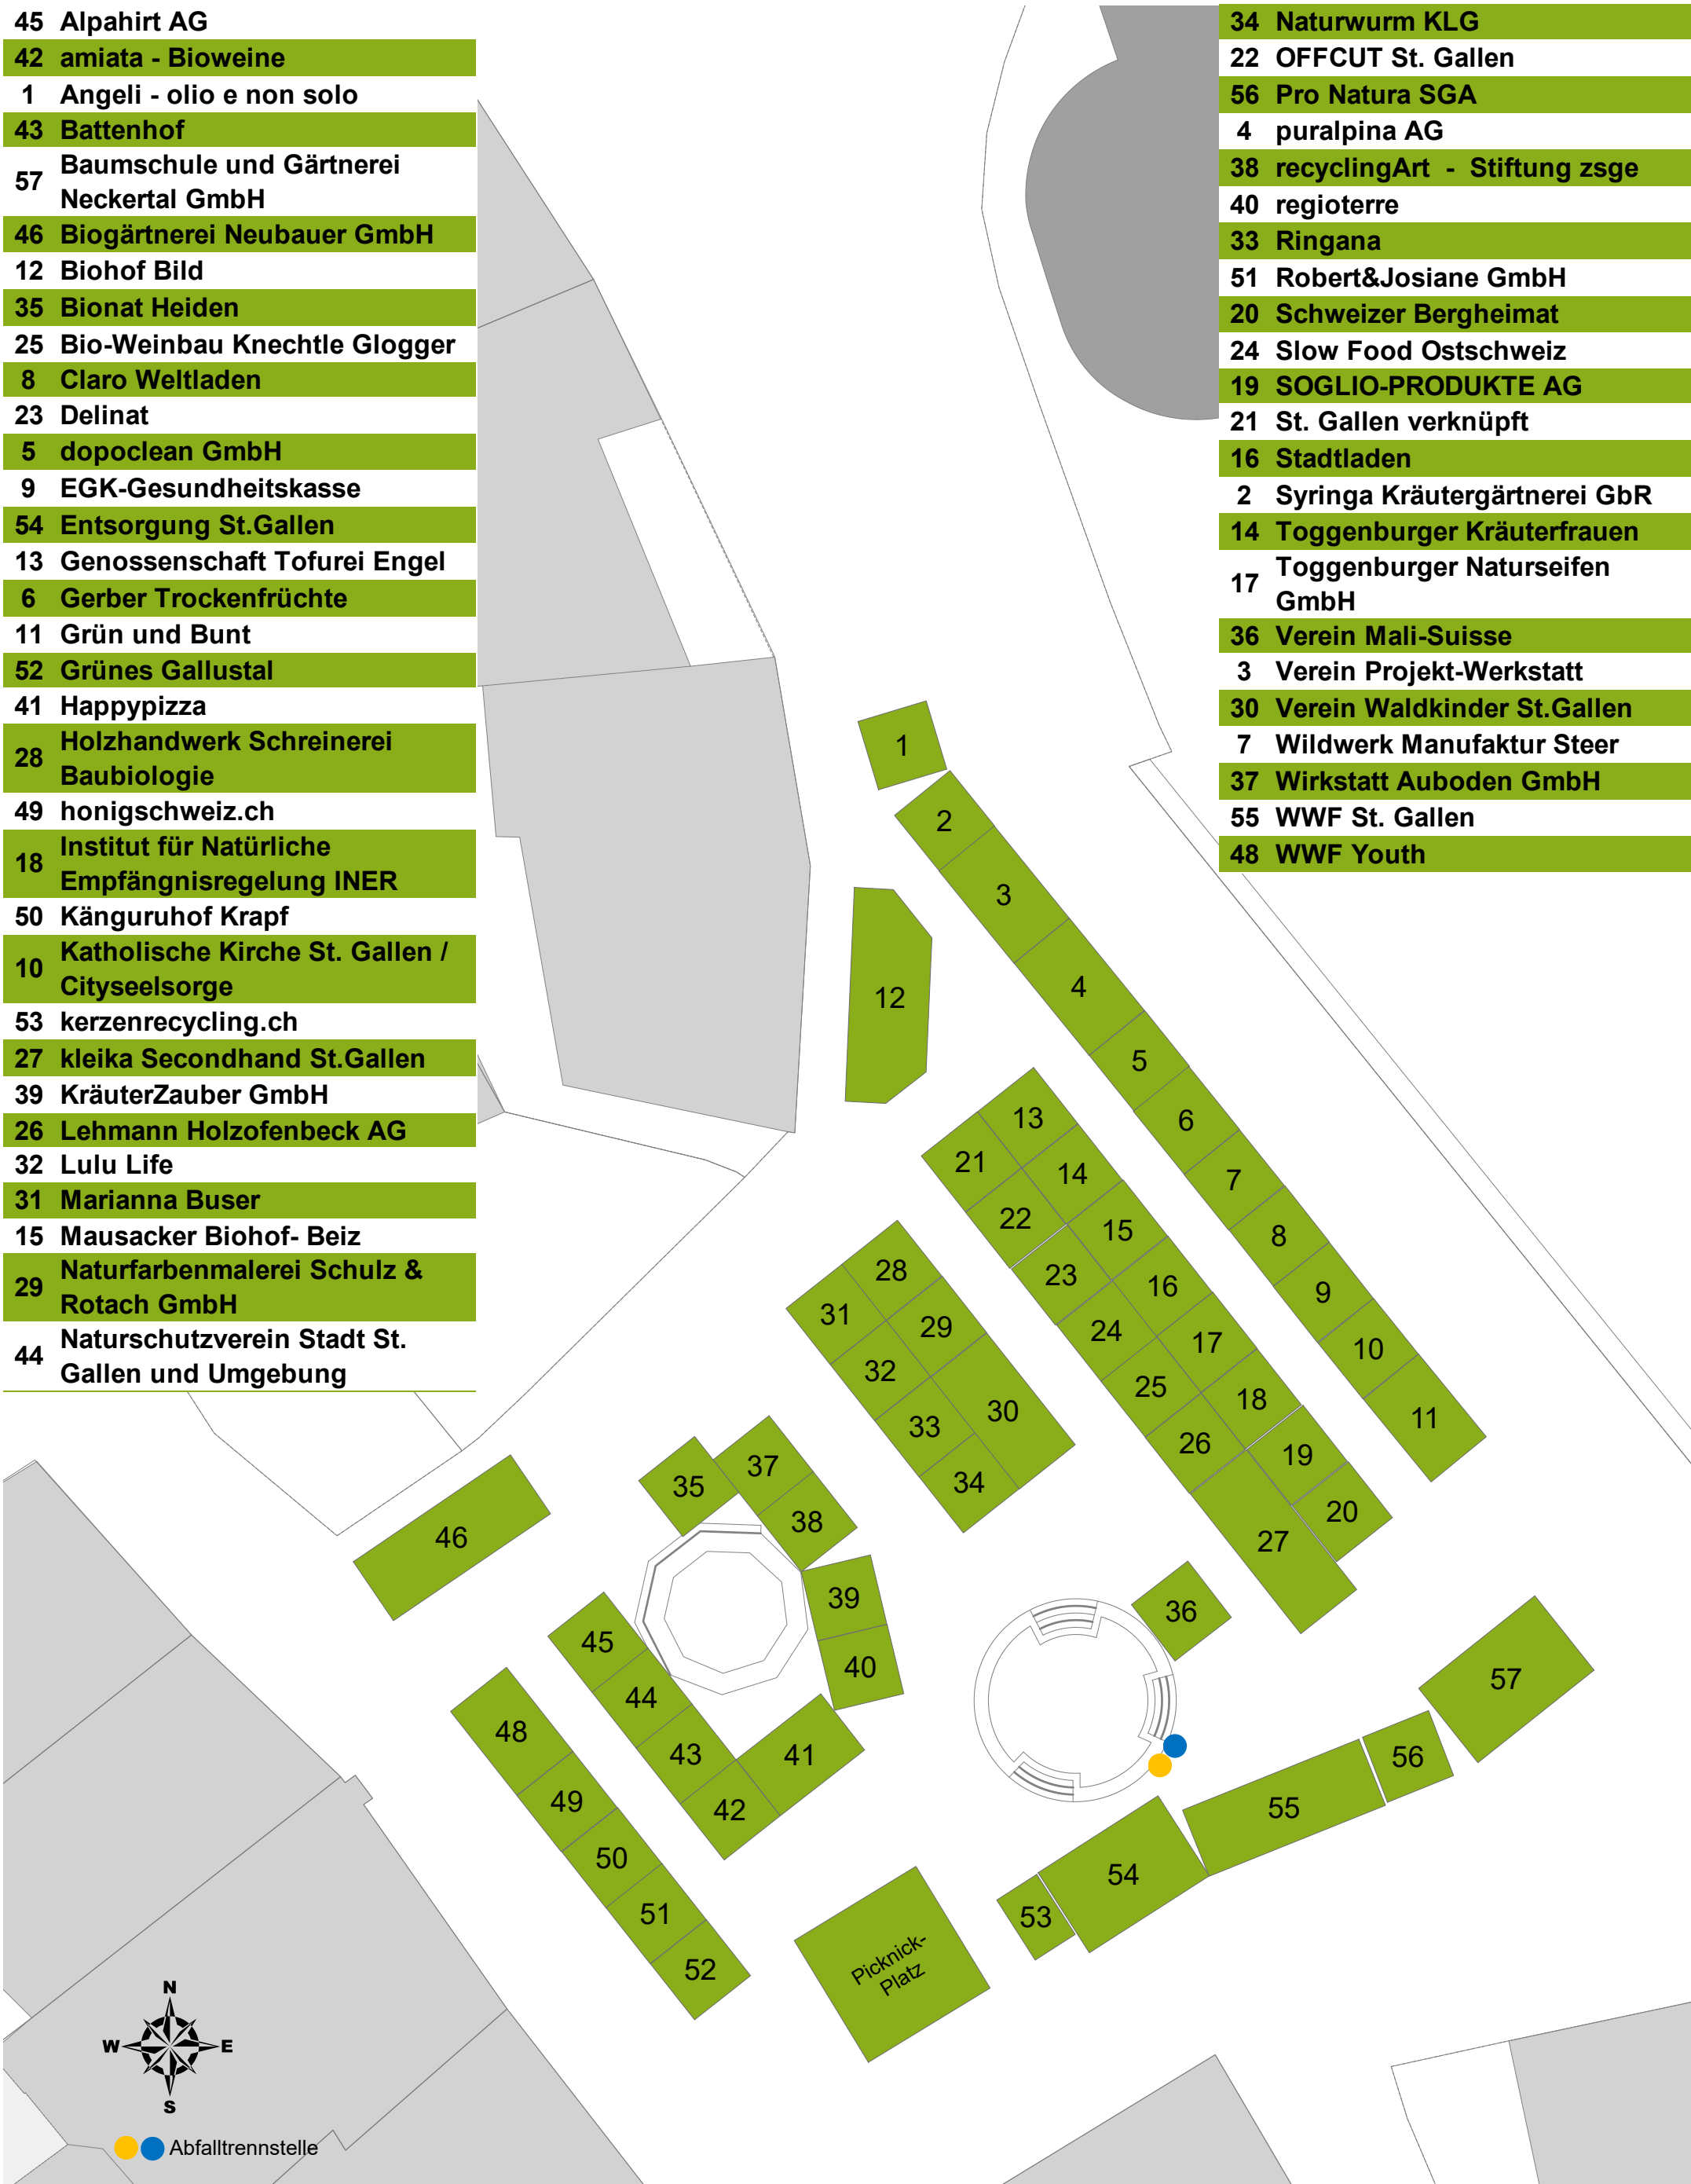 45 Alpahirt AG
42 amiata - Bioweine
1 Angeli - olio e non solo
43 Battenhof
57 Baumschule und Gärtnerei
Neckertal GmbH
46 Biogärtnerei Neubauer GmbH
12 Biohof Bild
35 Bionat Heiden
25 Bio-Weinbau Knechtle Glogger
8 Claro Weltladen
23 Delinat
5 dopoclean GmbH
9 EGK-Gesundheitskasse
54 Entsorgung St.Gallen
13 Genossenschaft Tofurei Engel
6 Gerber Trockenfrüchte
11 Grün und Bunt
52 Grünes Gallustal
41 Happypizza
28 Holzhandwerk Schreinerei
Baubiologie
49 honigschweiz.ch
18 Institut für Natürliche
Empfängnisregelung INER
50 Känguruhof Krapf
10 Katholische Kirche St. Gallen /
Cityseelsorge
53 kerzenrecycling.ch
27 kleika Secondhand St.Gallen
39 KräuterZauber GmbH
26 Lehmann Holzofenbeck AG
32 Lulu Life
31 Marianna Buser
15 Mausacker Biohof- Beiz
29 Naturfarbenmalerei Schulz &
Rotach GmbH
44 Naturschutzverein Stadt St.
Gallen und Umgebung
34 Naturwurm KLG
22 OFFCUT St. Gallen
56 Pro Natura SGA
4 puralpina AG
38 recyclingArt - Stiftung zsge
40 regioterre
33 Ringana
51 Robert&Josiane GmbH
20 Schweizer Bergheimat
24 Slow Food Ostschweiz
19 SOGLIO-PRODUKTE AG
21 St. Gallen verknüpft
16 Stadtladen
2 Syringa Kräutergärtnerei GbR
14 Toggenburger Kräuterfrauen
17 Toggenburger Naturseifen
GmbH
36 Verein Mali-Suisse
3 Verein Projekt-Werkstatt
30 Verein Waldkinder St.Gallen
7 Wildwerk Manufaktur Steer
37 Wirkstatt Auboden GmbH
55 WWF St. Gallen
48 WWF Youth
1
2
3
4
5
6
7
8
9
10
11
12
13
14
15
16
17
18
19
20
21
22
23
24
25
26
27
28
29
30
31
32
33
34
35
36
37
38
39
40
41
42
43
44
45
46
48
49
50
51
52
53
54
55
56
57
Picknick-
Platz
N
W E
S
Abfalltrennstelle